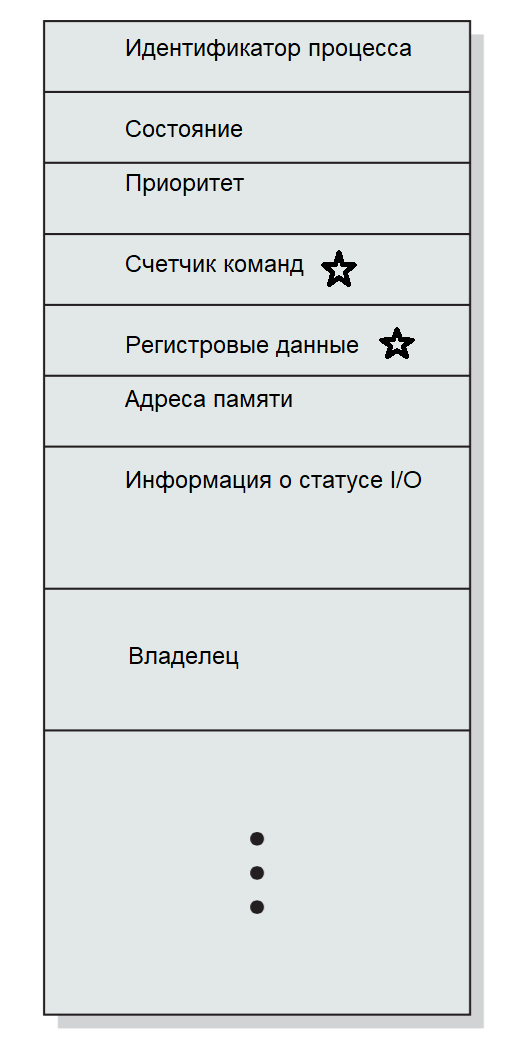 Идентификатор процесса
Состояние
Приоритет
Счетчик команд
Регистровые данные
Адреса памяти
Информация о статусе I/O
Владелец